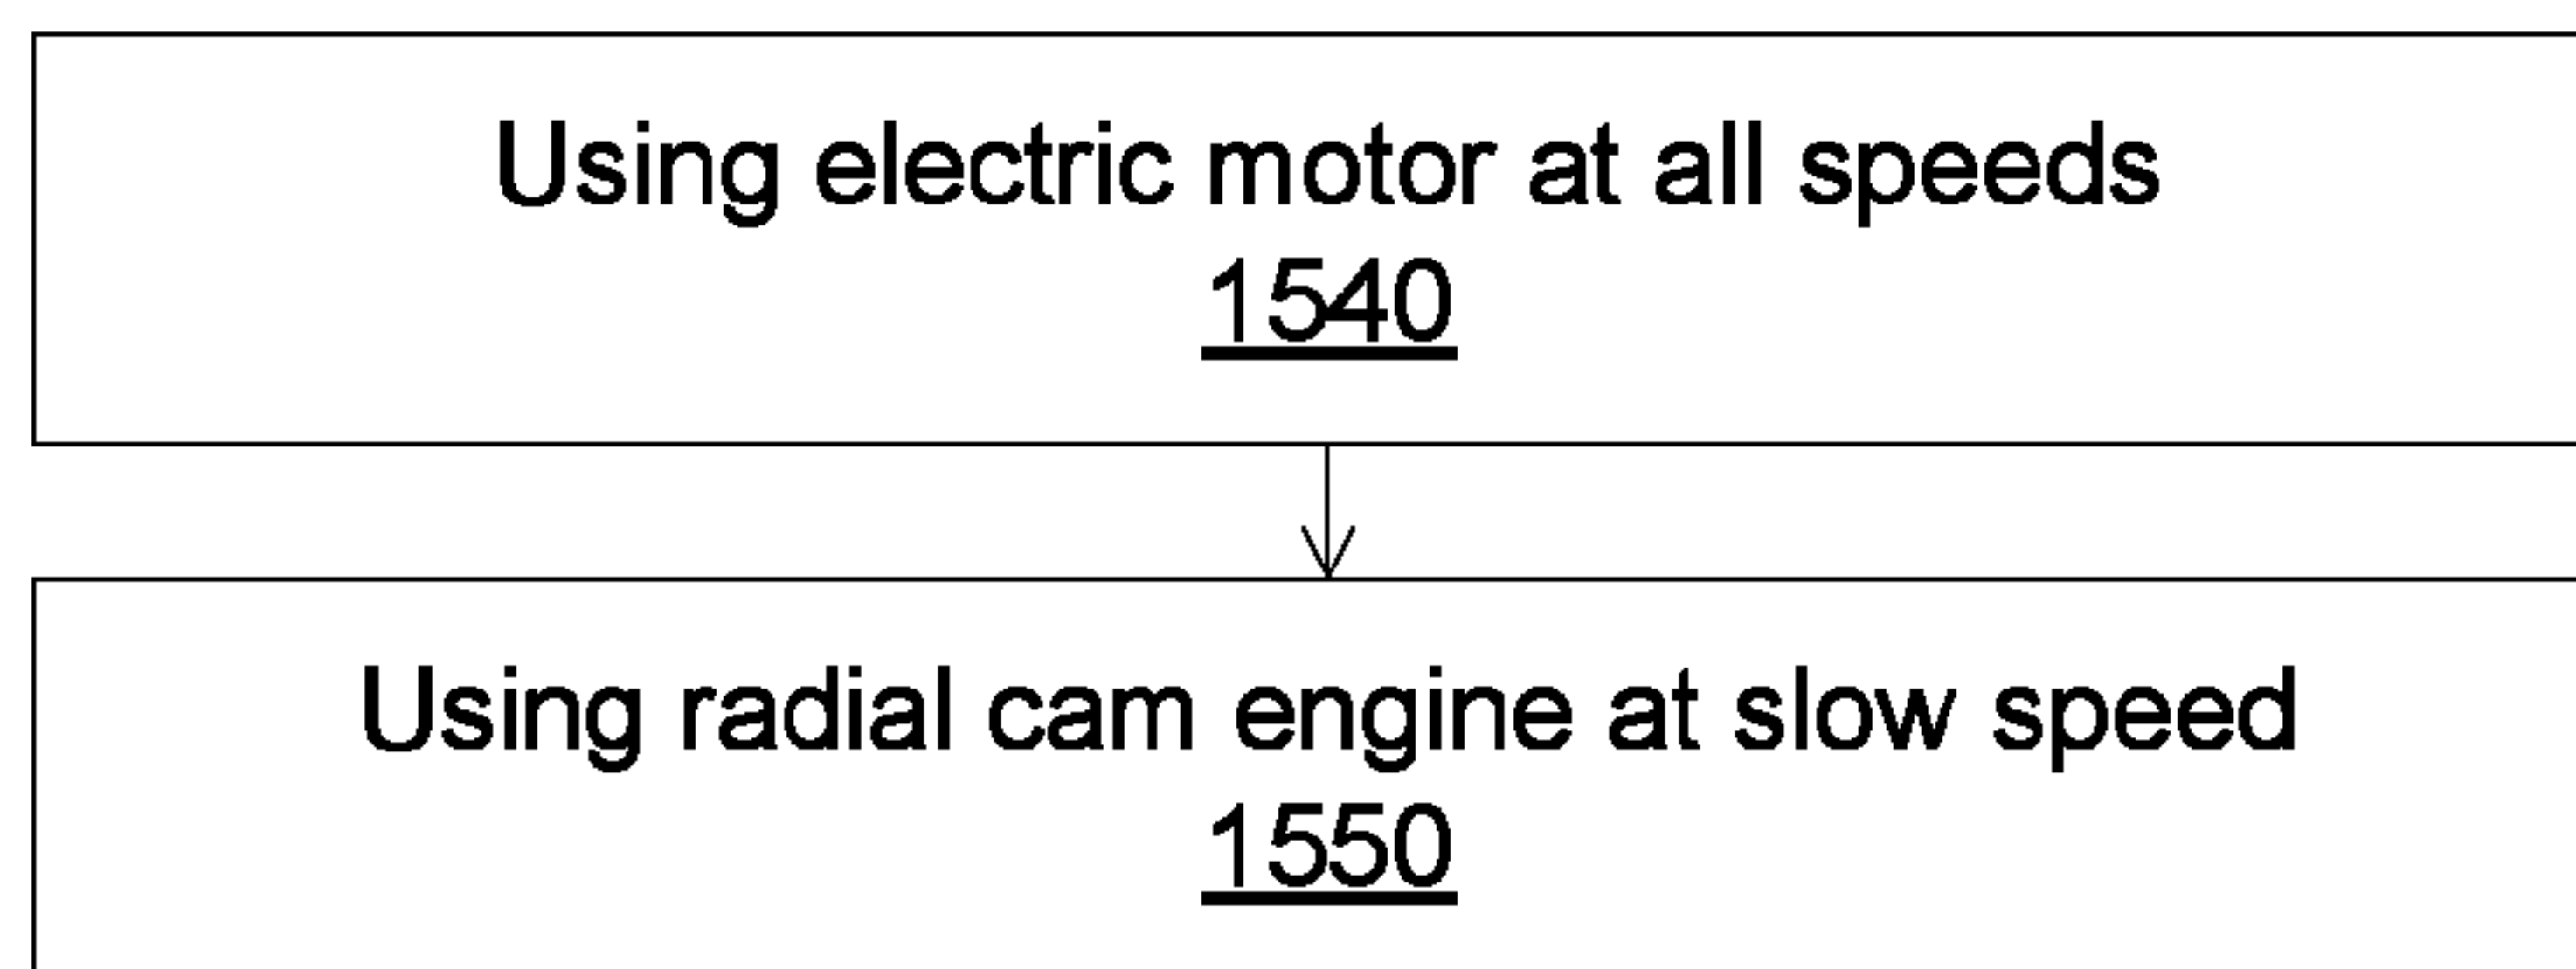 Using electric motor at all speeds
1540
Using radial cam engine at slow speed
1550